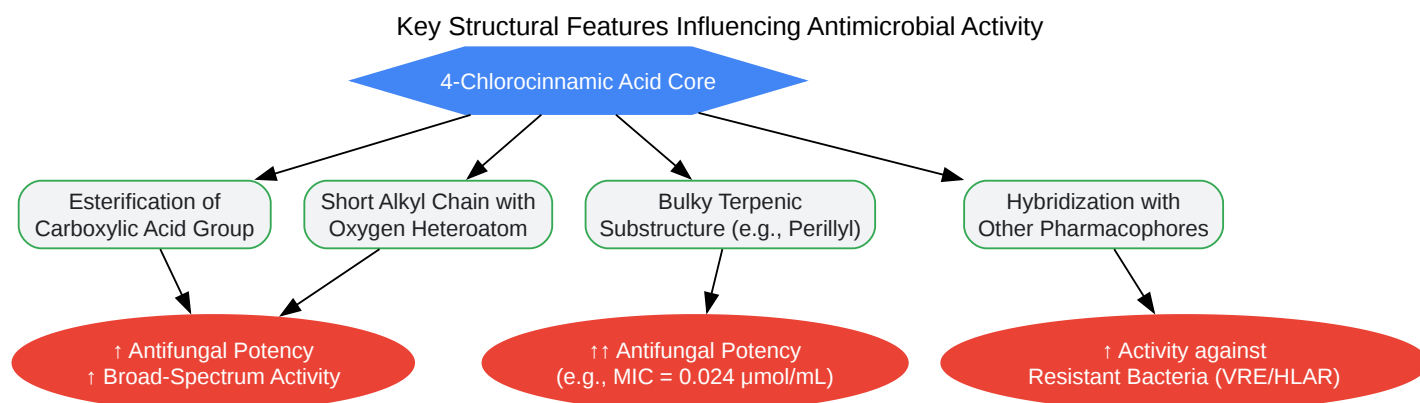 Key Structural Features Influencing Antimicrobial Activity
4-Chlorocinnamic Acid Core
Esterification of
Carboxylic Acid Group
Short Alkyl Chain with
Oxygen Heteroatom
Bulky Terpenic
Substructure (e.g., Perillyl)
Hybridization with
Other Pharmacophores
↑ Antifungal Potency
↑ Broad-Spectrum Activity
↑↑ Antifungal Potency
(e.g., MIC = 0.024 μmol/mL)
↑ Activity against
Resistant Bacteria (VRE/HLAR)